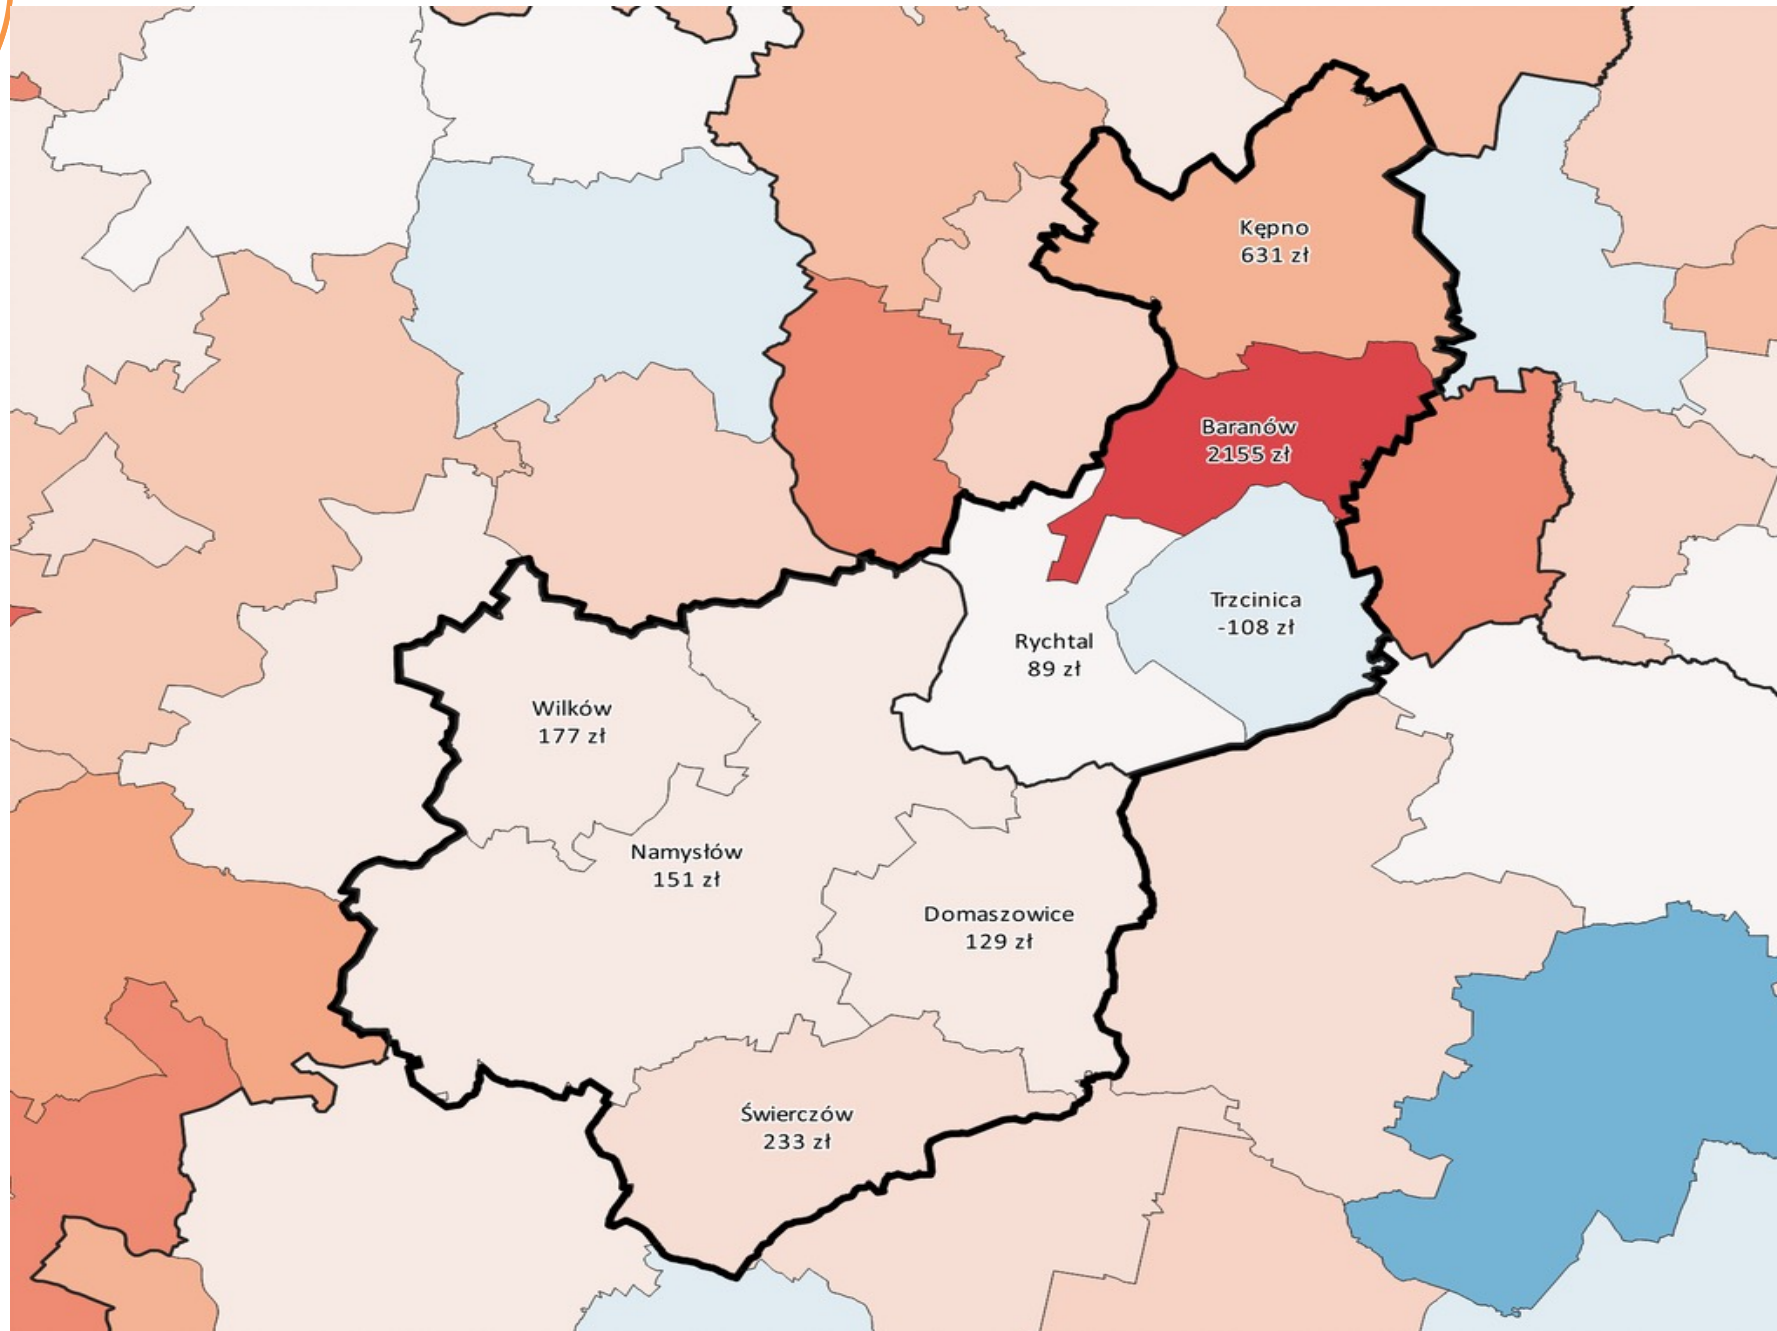 Kępno
631 zł
Baranów
2155 zł
Trzcinica
-108 zł
Rychtal
89 zł
Wilków
177 zł
Namysłów
151 zł
Domaszowice
129 zł
Świerczów
233 zł